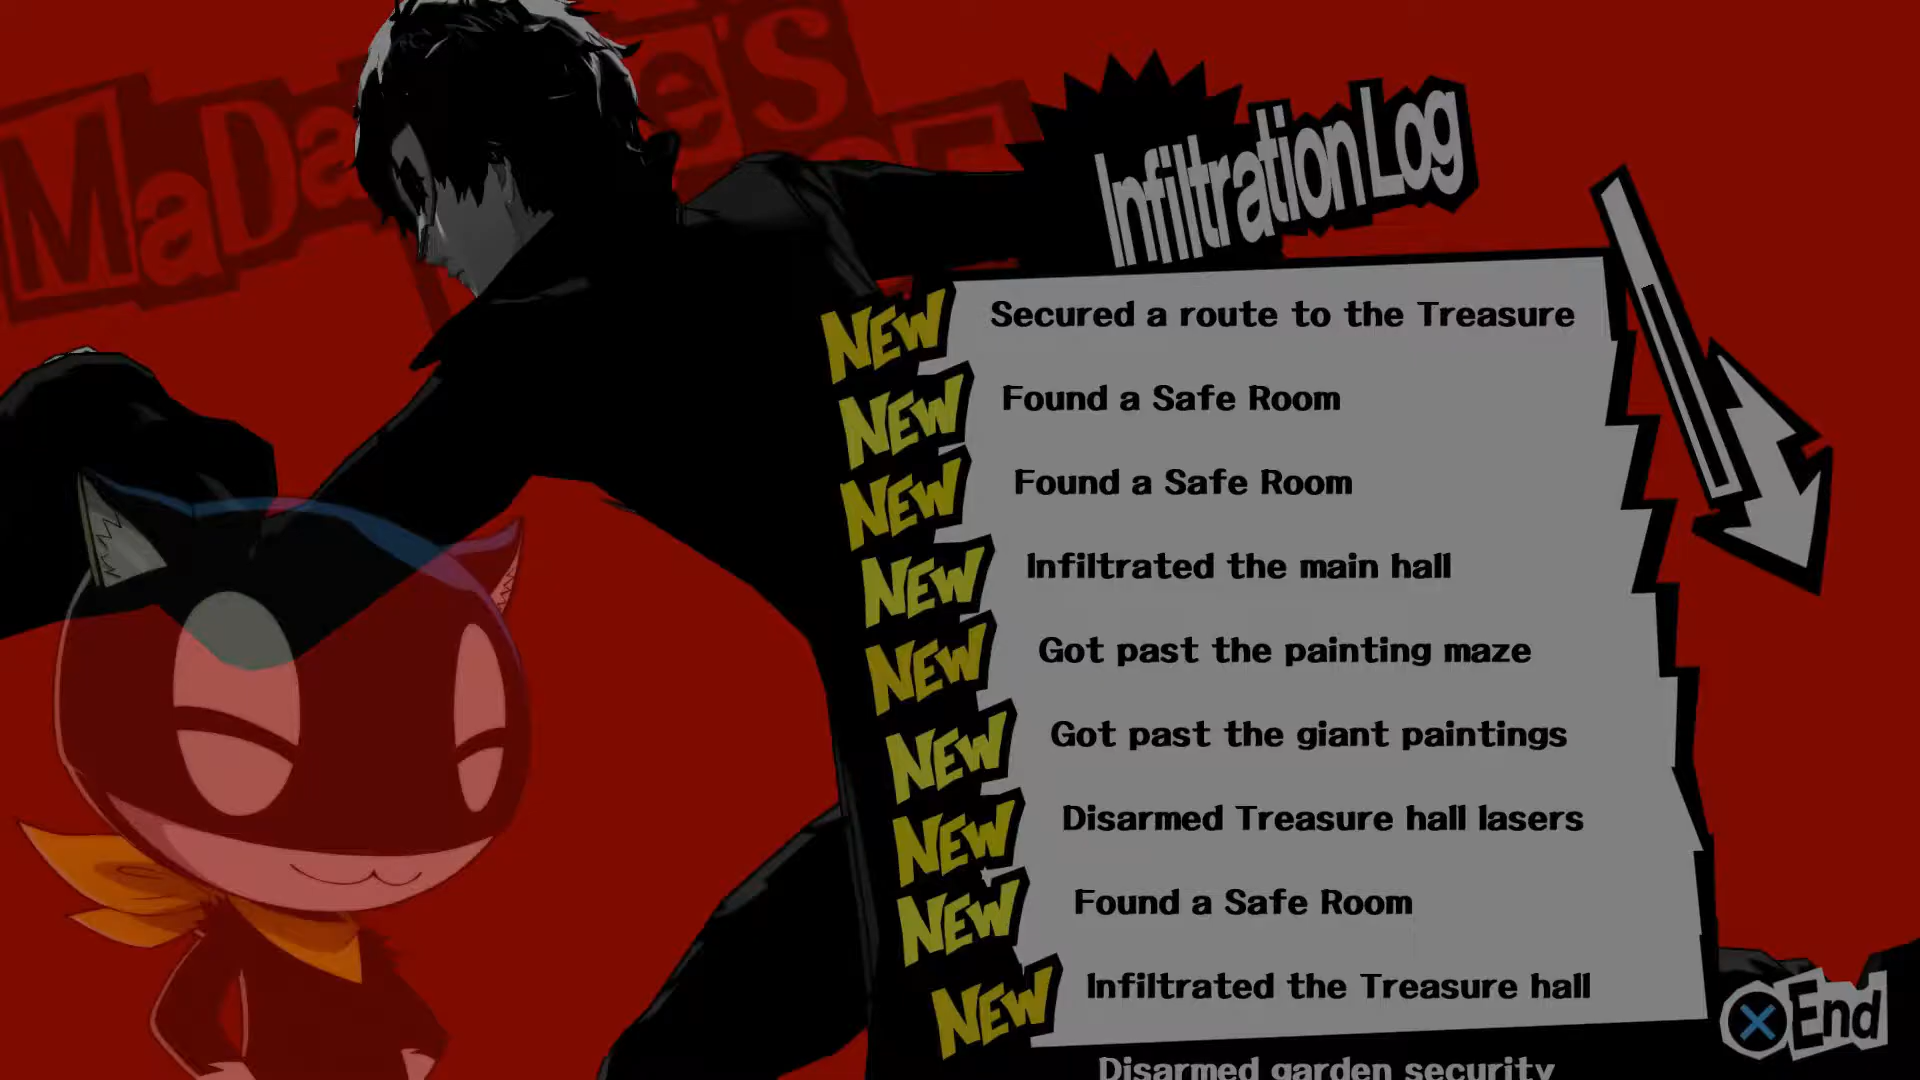 MaDa e's
Infiltration Log
NEW Secured a route to the Treasure
NEW Found a Safe Room
NEW Found a Safe Room
NEW Infiltrated the main hall
NEW Got past the painting maze
NEW Got past the giant paintings
NEW Disarmed Treasure hall lasers
NEW Found a Safe Room
NEW Infiltrated the Treasure hall
Disarmed garden security
End